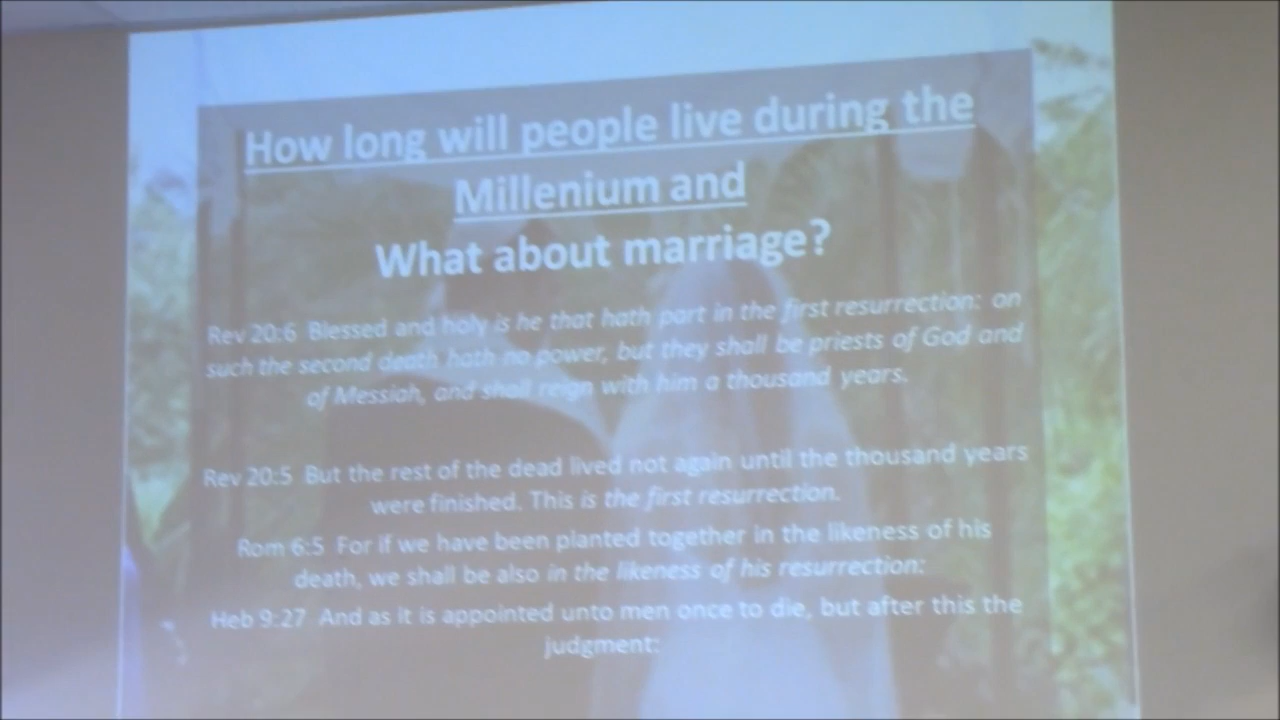 How long will people live during the
Millenium and
What about marriage?
Rev 20:6 Blessed and holy is he that hath part in the first resurrection: on
such the second death hath no power, but they shall be priests of God and
of Messiah, and shall reign with him a thousand years.
Rev 20:5 But the rest of the dead lived not again until the thousand years
were finished. This is the first resurrection.
Rom 6:5 For if we have been planted together in the likeness of his
death, we shall be also in the likeness of his resurrection:
Heb 9:27 And as it is appointed unto men once to die, but after this the
judgment: